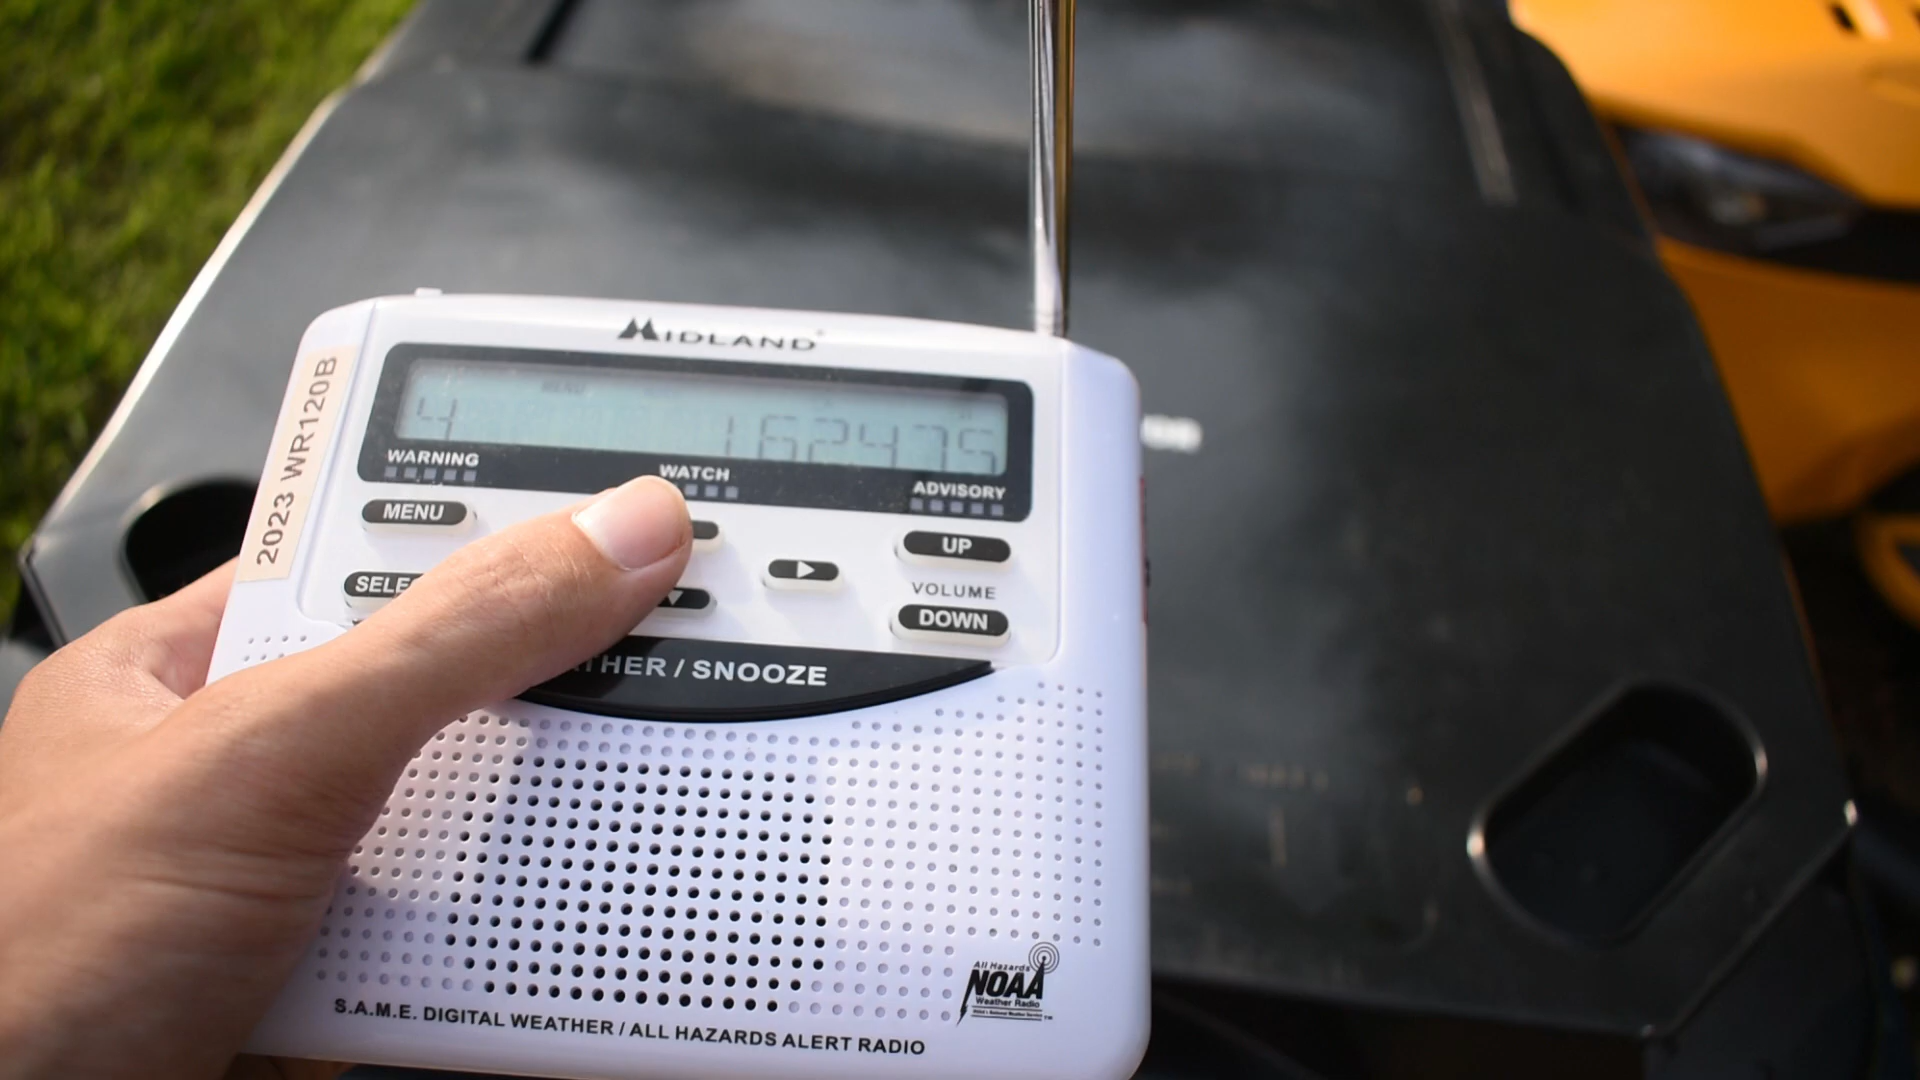 MIDLAND
2023 WR120B
MENU
4 162475
WARNING
WATCH
ADVISORY
MENU
UP
VOLUME
DOWN
/ SNOOZE
S.A.M.E. DIGITAL WEATHER / ALL HAZARDS ALERT RADIO
All Hazards
NOAA
Weather Radio